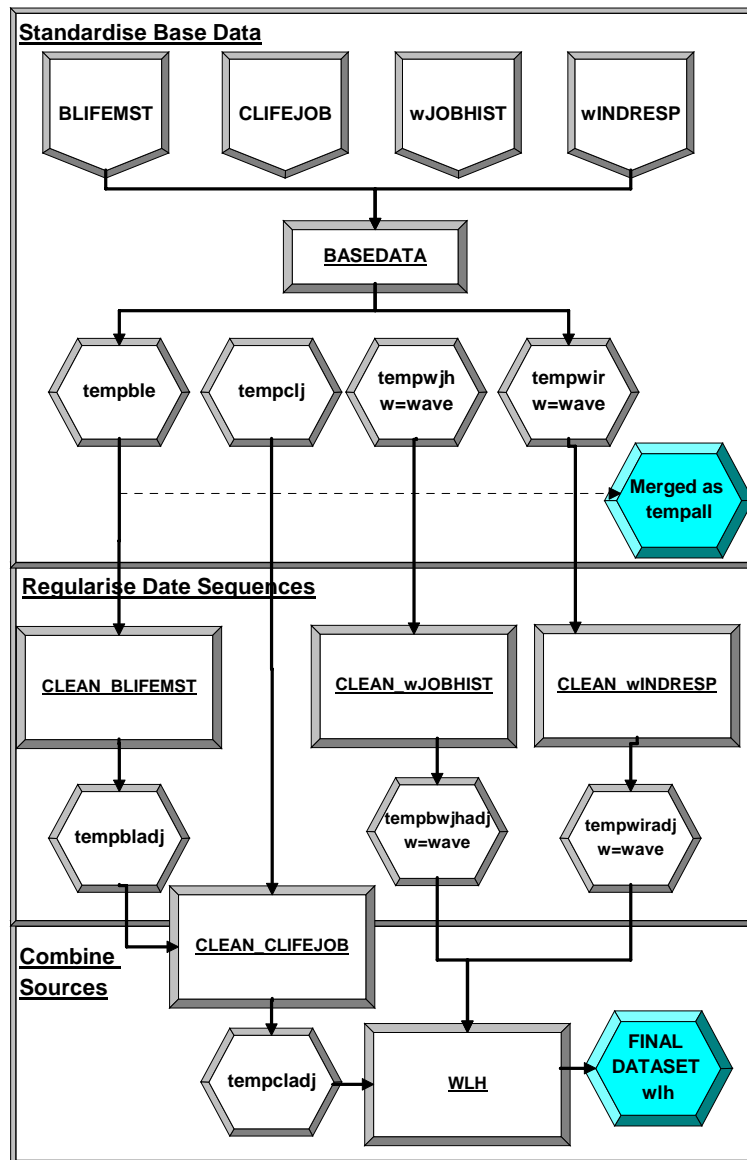 Standardise Base Data
BLIFEMST
CLIFEJOB
wJOBHIST
wINDRESP
BASEDATA
tempble
tempclj
tempwjh
w=wave
tempwir
w=wave
Merged as
tempall
Regularise Date Sequences
CLEAN_BLIFEMST
CLEAN_wJOBHIST
CLEAN_wINDRESP
tempbladj
tempbwjhadj
w=wave
tempwiradj
w=wave
CLEAN_CLIFEJOB
Combine
Sources
tempcladj
WLH
FINAL
DATASET
wlh